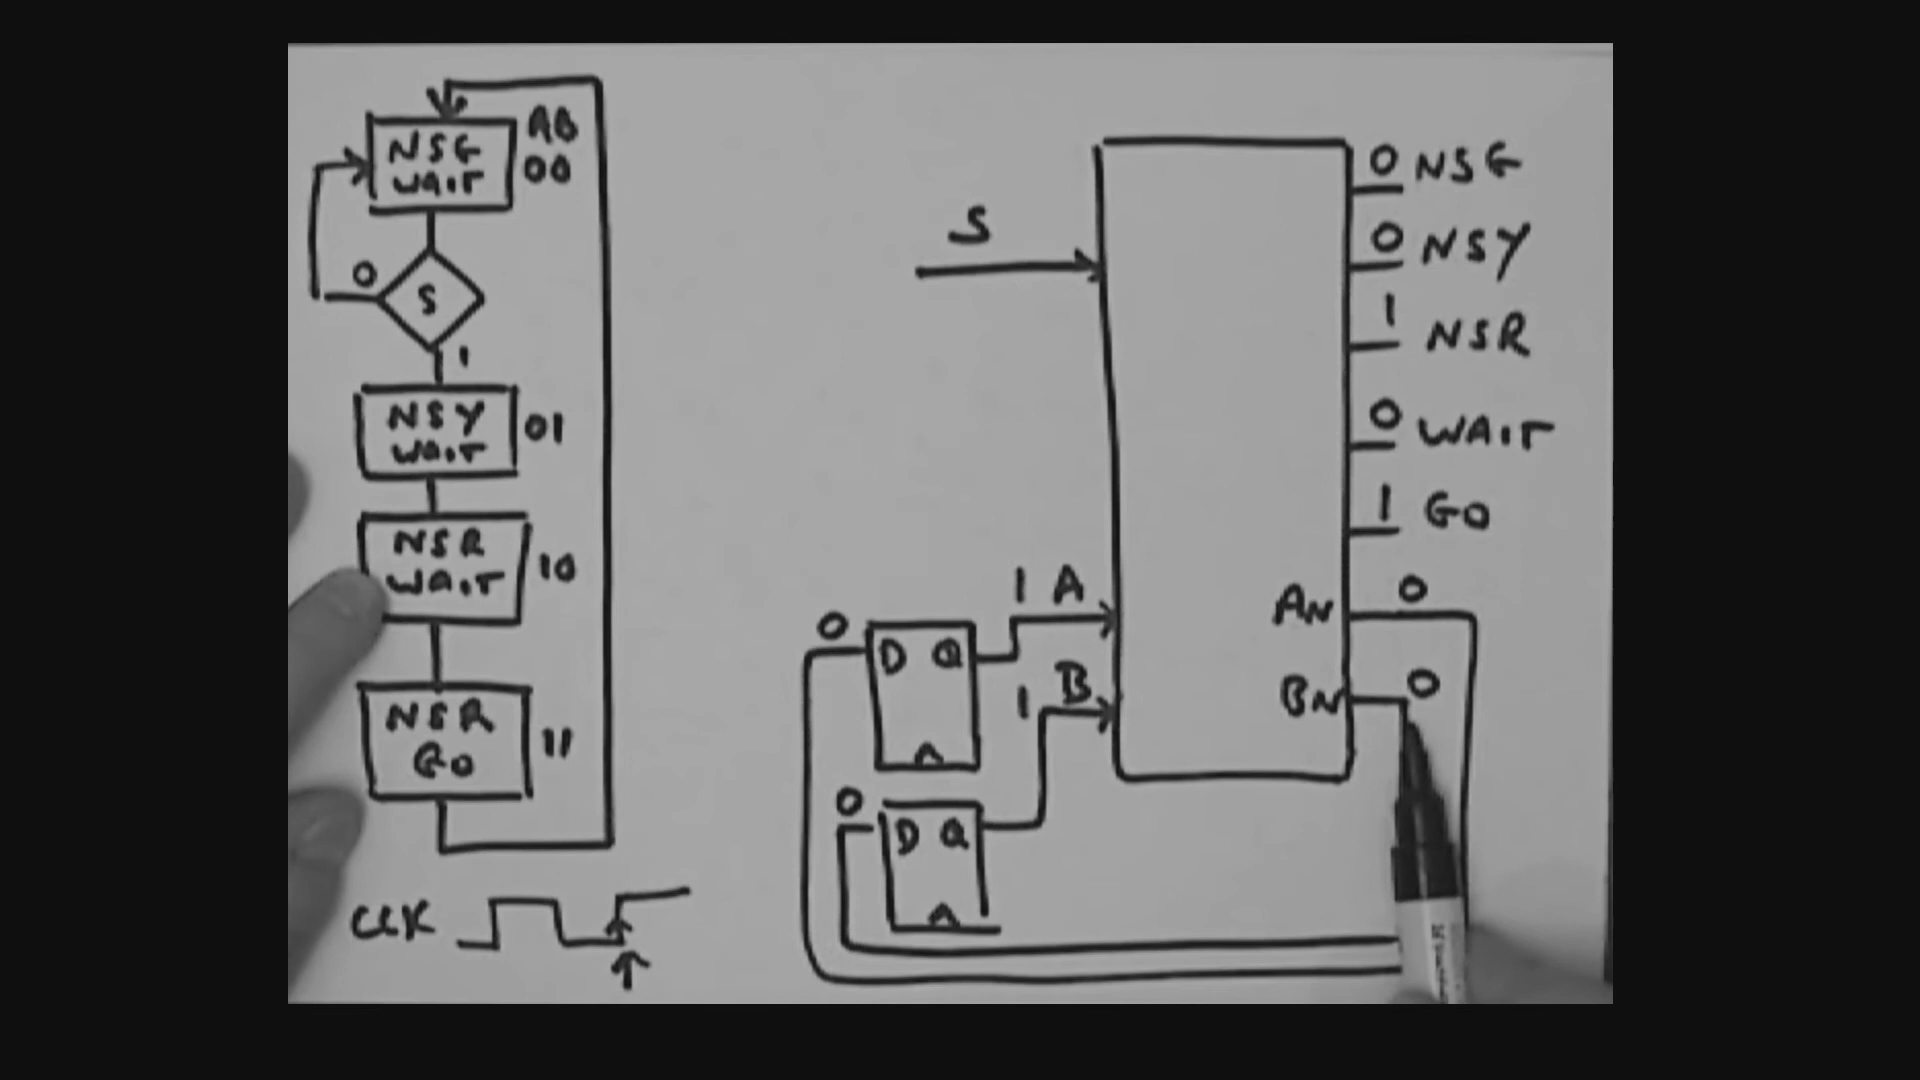 AB
NSG 00
WAIT
0
S
1
NSY 01
WAIT
NSR 10
WAIT
NSR 11
GO
CLK
S
0 NSG
0 NSY
1 NSR
0 WAIT
1 GO
1 A
AN 0
0
D Q
1 B
BN 0
0
D Q